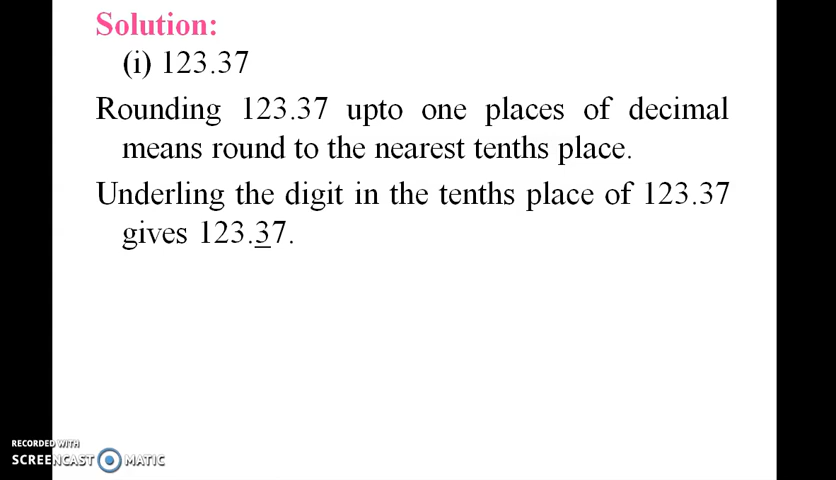 Solution:
(i) 123.37
Rounding 123.37 upto one places of decimal
means round to the nearest tenths place.
Underling the digit in the tenths place of 123.37
gives 123.37.
RECORDED WITH
SCREENCAST MATIC